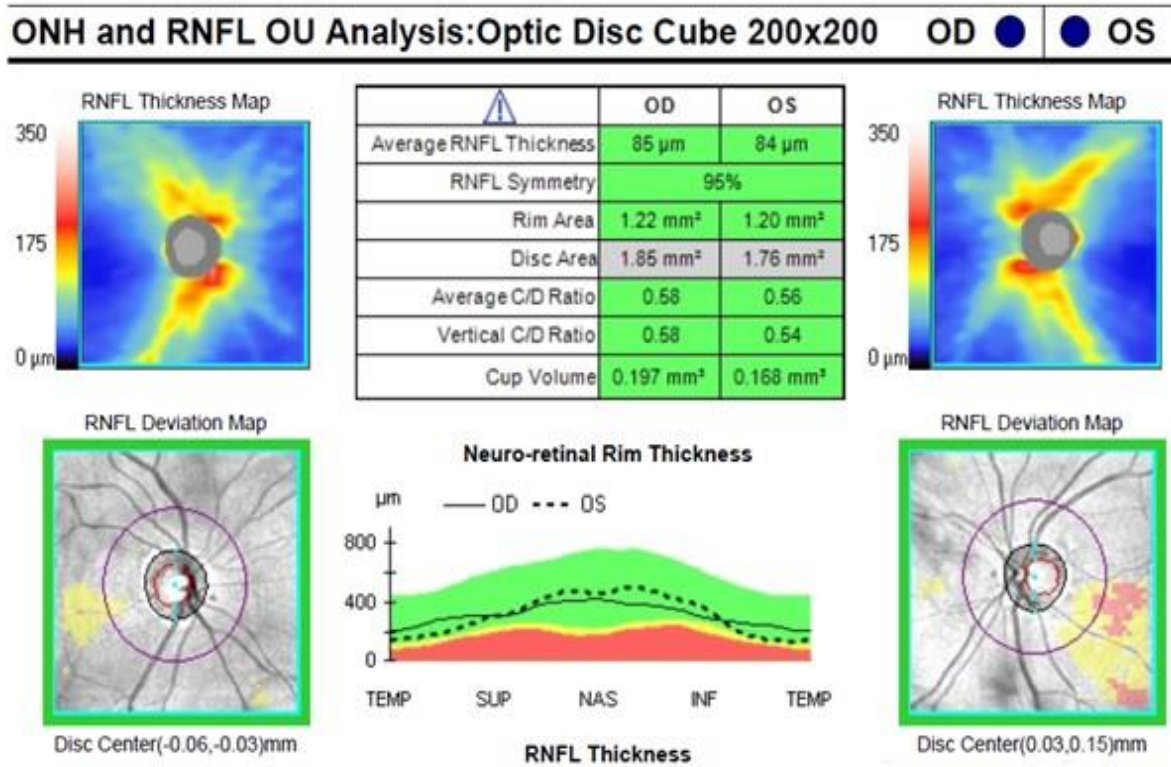 ONH and RNFL OU Analysis:Optic Disc Cube 200x200 OD OS
RNFL Thickness Map
350
175
0 µm
OD OS
Average RNFL Thickness 85 µm 84 µm
RNFL Symmetry 95%
Rim Area 1.22 mm² 1.20 mm²
Disc Area 1.85 mm² 1.76 mm²
Average C/D Ratio 0.58 0.56
Vertical C/D Ratio 0.58 0.54
Cup Volume 0.197 mm³ 0.168 mm³
RNFL Thickness Map
350
175
0 µm
RNFL Deviation Map
Disc Center(-0.06,-0.03)mm
Neuro-retinal Rim Thickness
µm OD OS
800
400
0
TEMP SUP NAS INF TEMP
RNFL Thickness
RNFL Deviation Map
Disc Center(0.03,0.15)mm